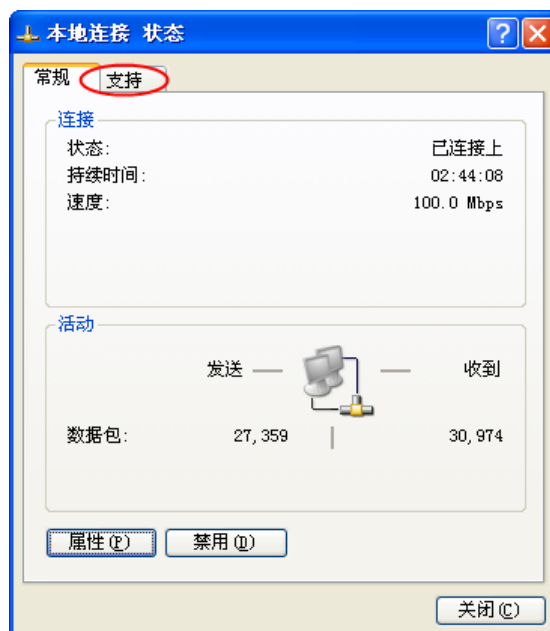 本地连接 状态
常规 支持
连接
状态: 已连接上
持续时间: 02:44:08
速度: 100.0 Mbps
活动
发送 — — 收到
数据包: 27,359 | 30,974
属性(P) 禁用(D)
关闭(C)